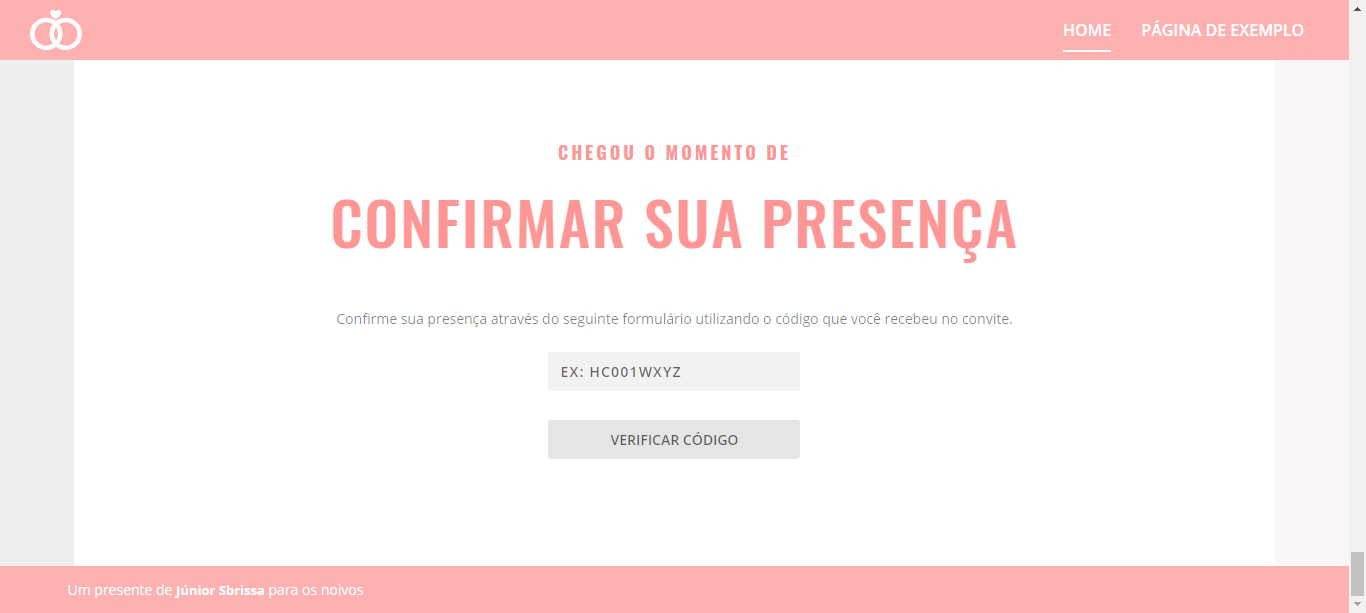 HOME
PÁGINA DE EXEMPLO
CHEGOU O MOMENTO DE
CONFIRMAR SUA PRESENÇA
Confirme sua presença através do seguinte formulário utilizando o código que você recebeu no convite.
EX: HC001WXYZ
VERIFICAR CÓDIGO
Um presente de Júnior Sbrissa para os noivos